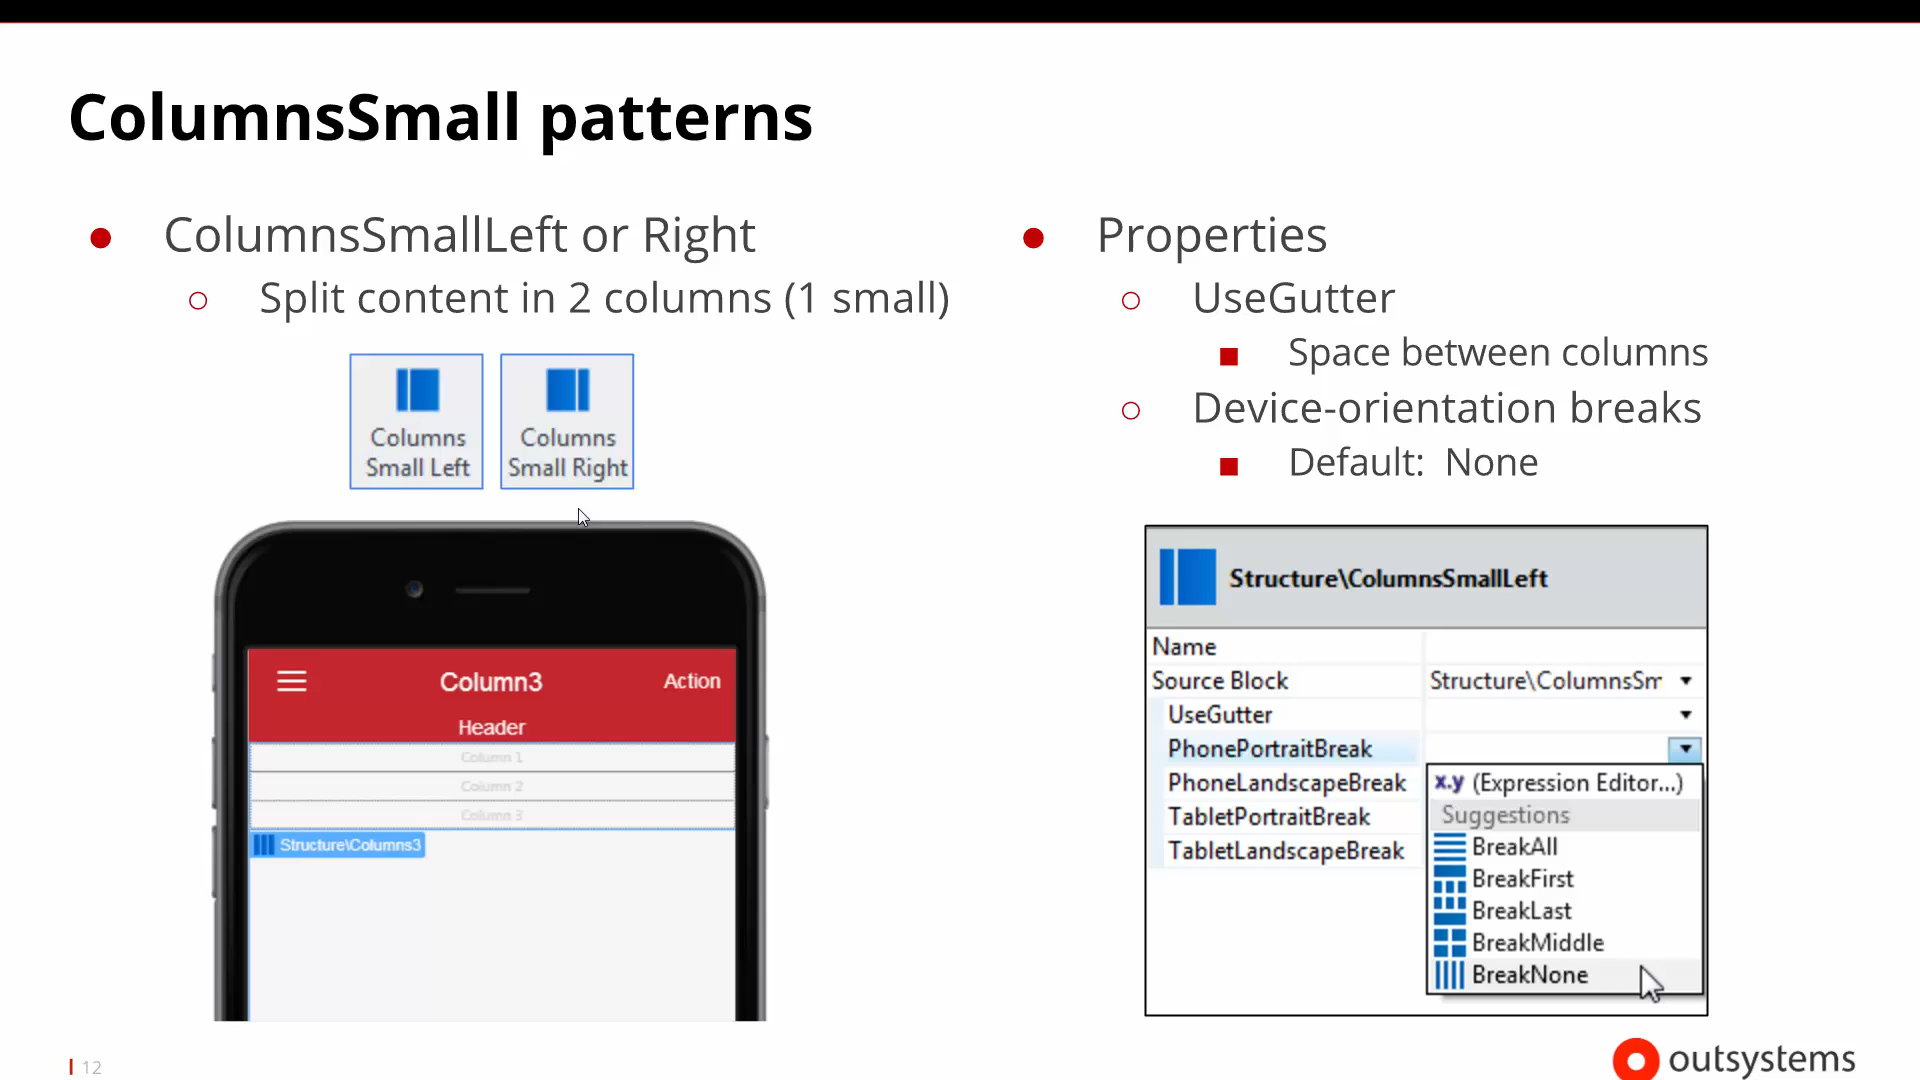 ColumnsSmall patterns
ColumnsSmallLeft or Right
Split content in 2 columns (1 small)
Columns
Small Left
Columns
Small Right
Column3
Action
Header
Column 1
Column 2
Column 3
Structure\Columns3
Properties
UseGutter
Space between columns
Device-orientation breaks
Default: None
Structure\ColumnsSmallLeft
Name
Source Block
Structure\ColumnsSm
UseGutter
PhonePortraitBreak
PhoneLandscapeBreak
TabletPortraitBreak
TabletLandscapeBreak
x.y (Expression Editor...)
Suggestions
BreakAll
BreakFirst
BreakLast
BreakMiddle
BreakNone
12
outsystems